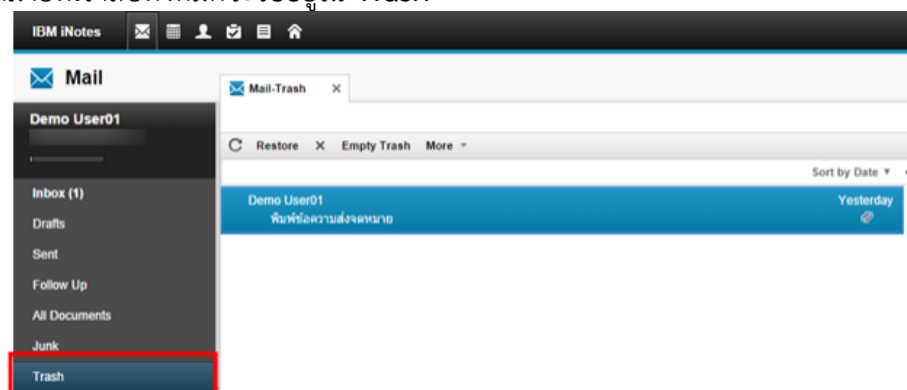 Trash
IBM iNotes
Mail
Mail-Trash X
Demo User01
Restore X Empty Trash More
Sort by Date
Inbox (1)
Demo User01 Yesterday
พิมพ์ข้อความส่งจดหมาย
Drafts
Sent
Follow Up
All Documents
Junk
Trash